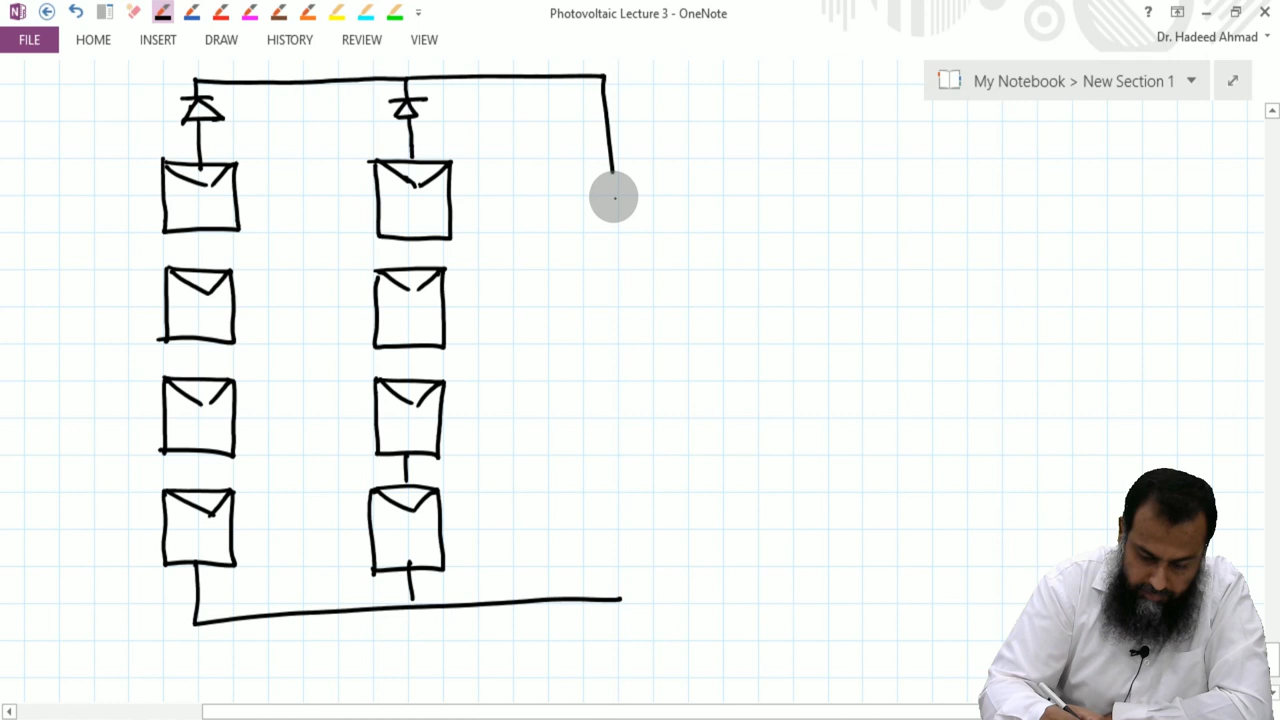 Photovoltaic Lecture 3 - OneNote
?
Dr. Hadeed Ahmad
FILE HOME INSERT DRAW HISTORY REVIEW VIEW
My Notebook > New Section 1